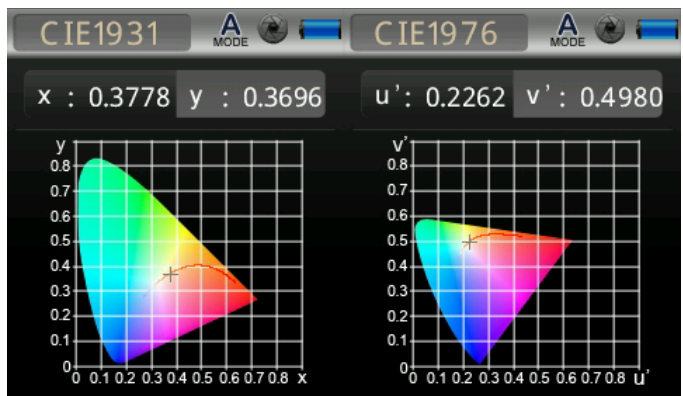 CIE1931
A
MODE
x : 0.3778 y : 0.3696
y
0.8
0.7
0.6
0.5
0.4
0.3
0.2
0.1
0
0 0.1 0.2 0.3 0.4 0.5 0.6 0.7 0.8 x
CIE1976
A
MODE
u': 0.2262 v': 0.4980
v'
0.8
0.7
0.6
0.5
0.4
0.3
0.2
0.1
0
0 0.1 0.2 0.3 0.4 0.5 0.6 0.7 0.8 u'